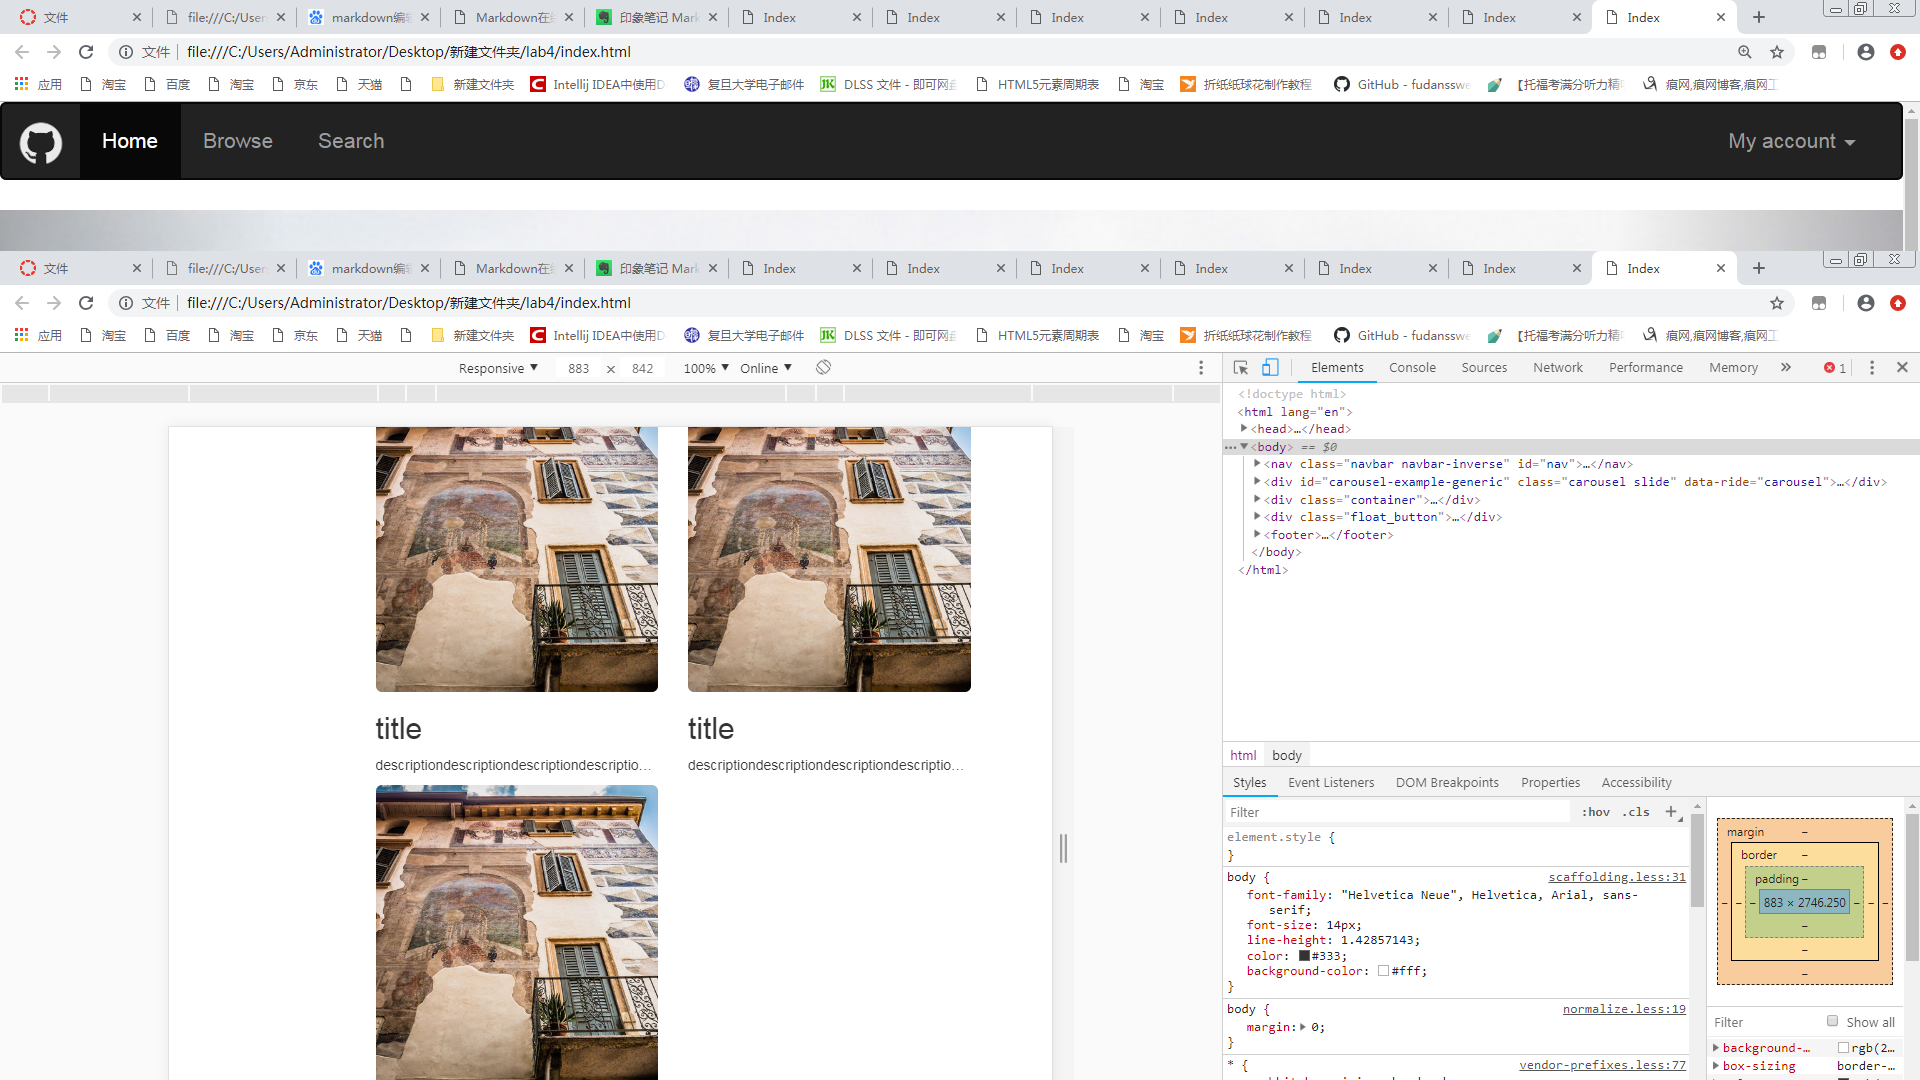 文件 file:///C:/User markdown编 Markdown在 印象笔记 Mark Index Index Index Index Index Index Index
文件 file:///C:/Users/Administrator/Desktop/新建文件夹/lab4/index.html
应用 淘宝 百度 淘宝 京东 天猫 新建文件夹 Intellij IDEA中使用 复旦大学电子邮件 DLSS 文件 - 即可网 HTML5元素周期表 淘宝 折纸纸球花制作教程 GitHub - fudanssw 【托福考满分听力精 痕网,痕网博客,痕网工
Home Browse Search My account
文件 file:///C:/User markdown编 Markdown在 印象笔记 Mark Index Index Index Index Index Index Index
文件 file:///C:/Users/Administrator/Desktop/新建文件夹/lab4/index.html
应用 淘宝 百度 淘宝 京东 天猫 新建文件夹 Intellij IDEA中使用 复旦大学电子邮件 DLSS 文件 - 即可网 HTML5元素周期表 淘宝 折纸纸球花制作教程 GitHub - fudanssw 【托福考满分听力精 痕网,痕网博客,痕网工
Responsive 883 x 842 100% Online
title title
descriptiondescriptiondescriptiondescriptio… descriptiondescriptiondescriptiondescriptio…
Elements Console Sources Network Performance Memory » 1
<!doctype html>
<html lang="en">
<head>…</head>
<body> == $0
<nav class="navbar navbar-inverse" id="nav">…</nav>
<div id="carousel-example-generic" class="carousel slide" data-ride="carousel">…</div>
<div class="container">…</div>
<div class="float_button">…</div>
<footer>…</footer>
</body>
</html>
html body
Styles Event Listeners DOM Breakpoints Properties Accessibility
Filter :hov .cls +
element.style {
}
body { scaffolding.less:31
font-family: "Helvetica Neue", Helvetica, Arial, sans-
serif;
font-size: 14px;
line-height: 1.42857143;
color: #333;
background-color: #fff;
}
body { normalize.less:19
margin: 0;
}
* { vendor-prefixes.less:77
margin –
border –
padding –
883 × 2746.250
Filter Show all
background-… rgb(2…
box-sizing border-…